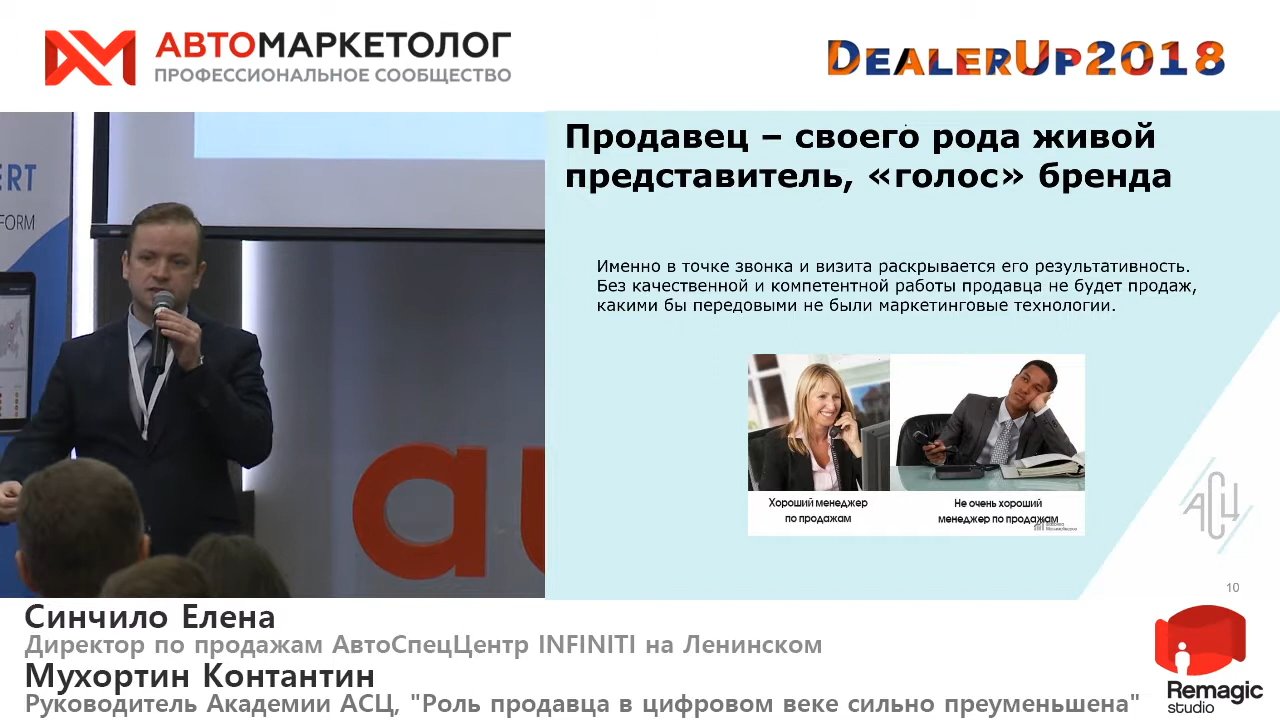 АВТОМАРКЕТОЛОГ
ПРОФЕССИОНАЛЬНОЕ СООБЩЕСТВО
DEALERUP2018
ERT
FORM
Продавец – своего рода живой
представитель, «голос» бренда
Именно в точке звонка и визита раскрывается его результативность.
Без качественной и компетентной работы продавца не будет продаж,
какими бы передовыми не были маркетинговые технологии.
Хороший менеджер
по продажам
Не очень хороший
менеджер по продажам
АСЦ
10
au
Синчило Елена
Директор по продажам АвтоСпецЦентр INFINITI на Ленинском
Мухортин Контантин
Руководитель Академии АСЦ, "Роль продавца в цифровом веке сильно преуменьшена"
Remagic
studio